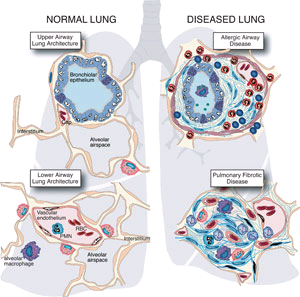 NORMAL LUNG
DISEASED LUNG
Upper Airway
Lung Architecture
Allergic Airway
Disease
Bronchiolar
epithelium
Interstitium
Alveolar
airspace
Lower Airway
Lung Architecture
Pulmonary Fibrotic
Disease
Vascular
endothelium
RBC
PMN
Interstitium
alveolar
macrophage
Alveolar
airspace